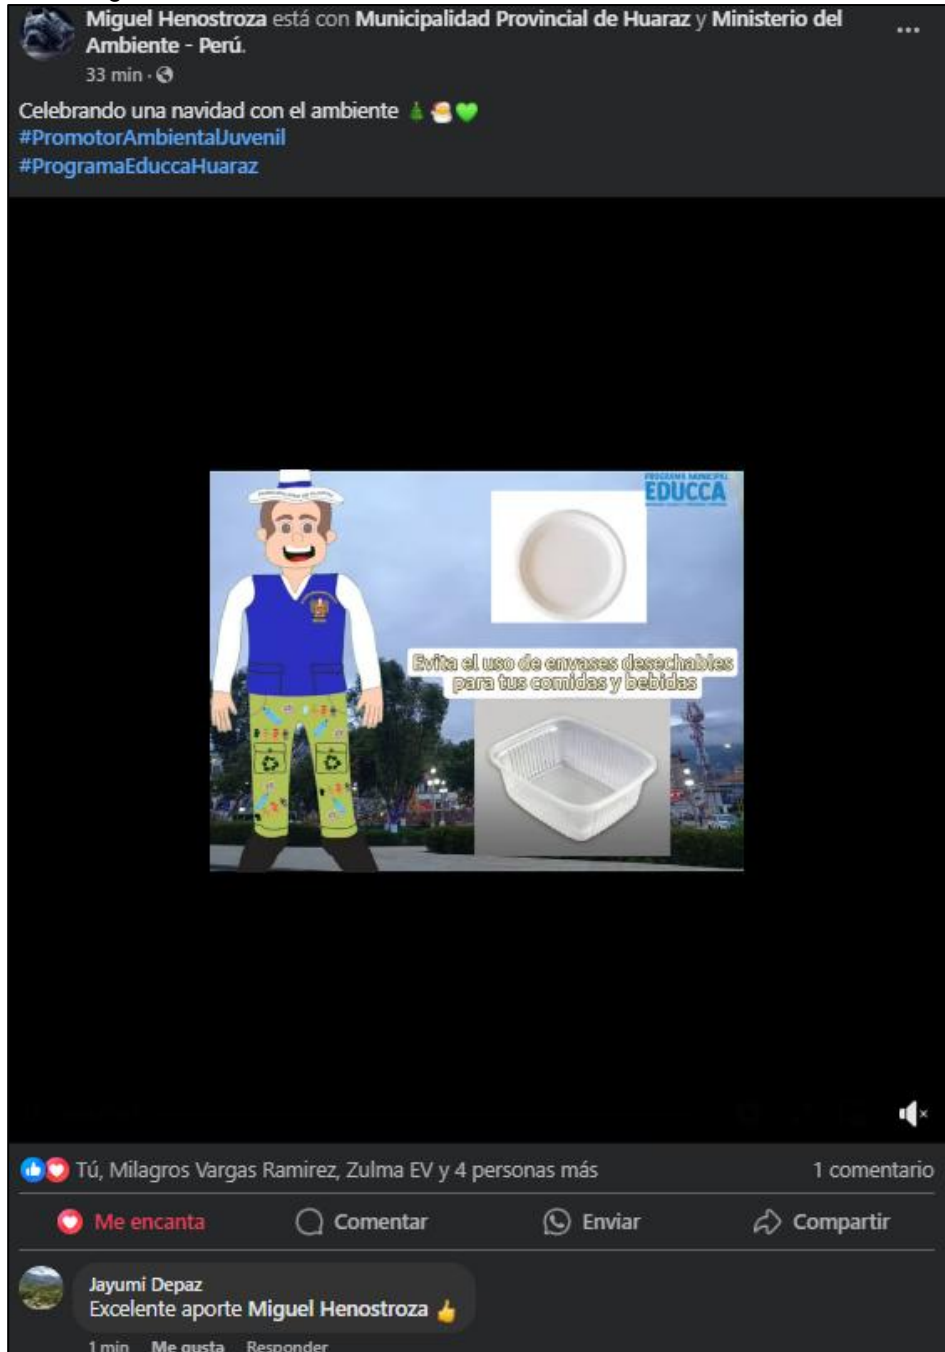 Miguel Henostroza está con Municipalidad Provincial de Huaraz y Ministerio del
Ambiente - Perú.
33 min ·
Celebrando una navidad con el ambiente 🎄🎅💚
#PromotorAmbientalJuvenil
#ProgramaEduccaHuaraz
PROGRAMA MUNICIPAL
EDUCCA
Evita el uso de envases desechables
para tus comidas y bebidas
Tú, Milagros Vargas Ramirez, Zulma EV y 4 personas más
1 comentario
Me encanta
Comentar
Enviar
Compartir
Jayumi Depaz
Excelente aporte Miguel Henostroza 👍
1 min Me gusta Responder